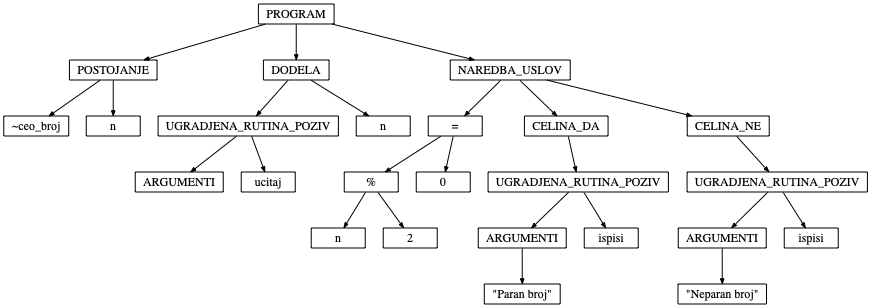 PROGRAM
POSTOJANJE DODELA NAREDBA_USLOV
~ceo_broj n UGRADJENA_RUTINA_POZIV n = CELINA_DA CELINA_NE
ARGUMENTI ucitaj % 0 UGRADJENA_RUTINA_POZIV UGRADJENA_RUTINA_POZIV
n 2 ARGUMENTI ispisi ARGUMENTI ispisi
"Paran broj" "Neparan broj"